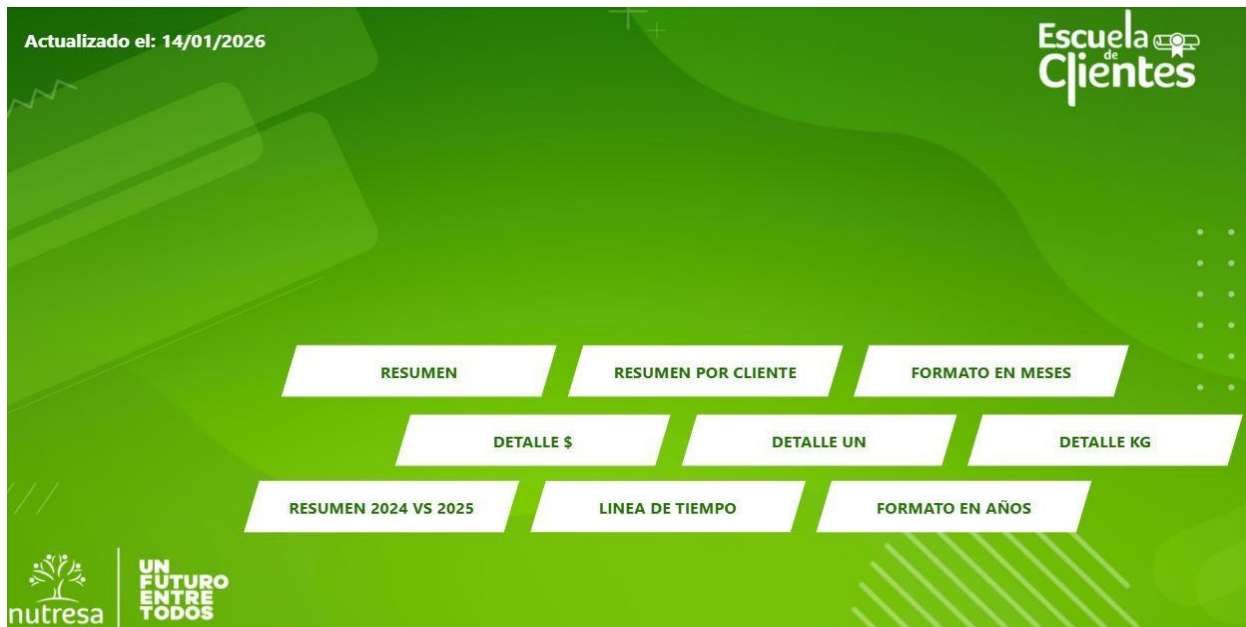 Actualizado el: 14/01/2026
Escuela
de
Clientes
RESUMEN
RESUMEN POR CLIENTE
FORMATO EN MESES
DETALLE $
DETALLE UN
DETALLE KG
RESUMEN 2024 VS 2025
LINEA DE TIEMPO
FORMATO EN AÑOS
nutresa
UN
FUTURO
ENTRE
TODOS